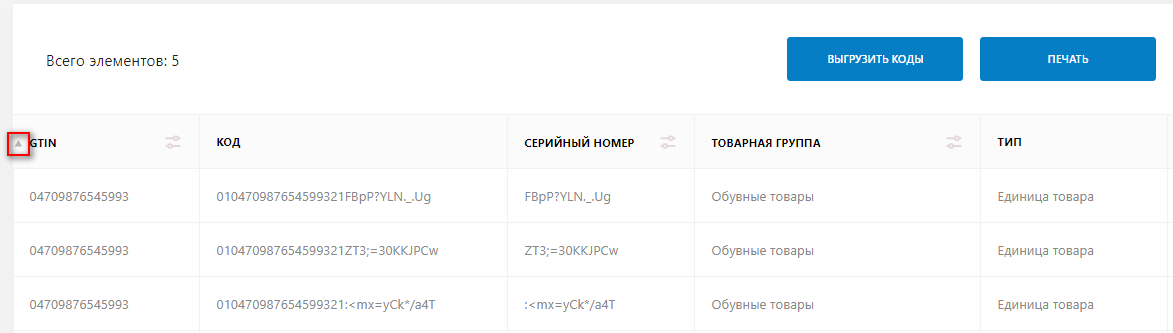 Всего элементов: 5
ВЫГРУЗИТЬ КОДЫ
ПЕЧАТЬ
GTIN КОД СЕРИЙНЫЙ НОМЕР ТОВАРНАЯ ГРУППА ТИП
04709876545993 010470987654599321FBpP?YLN._.Ug FBpP?YLN._.Ug Обувные товары Единица товара
04709876545993 010470987654599321ZT3;=30KKJPCw ZT3;=30KKJPCw Обувные товары Единица товара
04709876545993 010470987654599321:<mx=yCk*/a4T :<mx=yCk*/a4T Обувные товары Единица товара